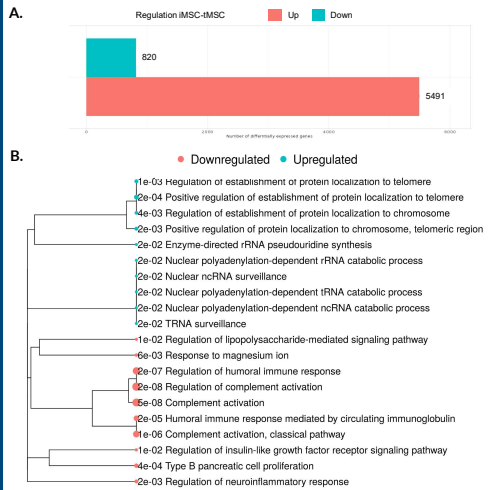 A.
Regulation iMSC-tMSC
Up
Down
820
5491
0
2000
4000
6000
Number of differntially expressed genes
B.
Downregulated
Upregulated
1e-03 Regulation of establishment of protein localization to telomere
2e-04 Positive regulation of establishment of protein localization to telomere
4e-03 Regulation of establishment of protein localization to chromosome
2e-03 Positive regulation of protein localization to chromosome, telomeric region
2e-02 Enzyme-directed rRNA pseudouridine synthesis
2e-02 Nuclear polyadenylation-dependent rRNA catabolic process
2e-02 Nuclear ncRNA surveillance
2e-02 Nuclear polyadenylation-dependent tRNA catabolic process
2e-02 Nuclear polyadenylation-dependent ncRNA catabolic process
2e-02 TRNA surveillance
1e-02 Regulation of lipopolysaccharide-mediated signaling pathway
6e-03 Response to magnesium ion
2e-07 Regulation of humoral immune response
2e-08 Regulation of complement activation
5e-08 Complement activation
2e-05 Humoral immune response mediated by circulating immunoglobulin
1e-06 Complement activation, classical pathway
1e-02 Regulation of insulin-like growth factor receptor signaling pathway
4e-04 Type B pancreatic cell proliferation
2e-03 Regulation of neuroinflammatory response